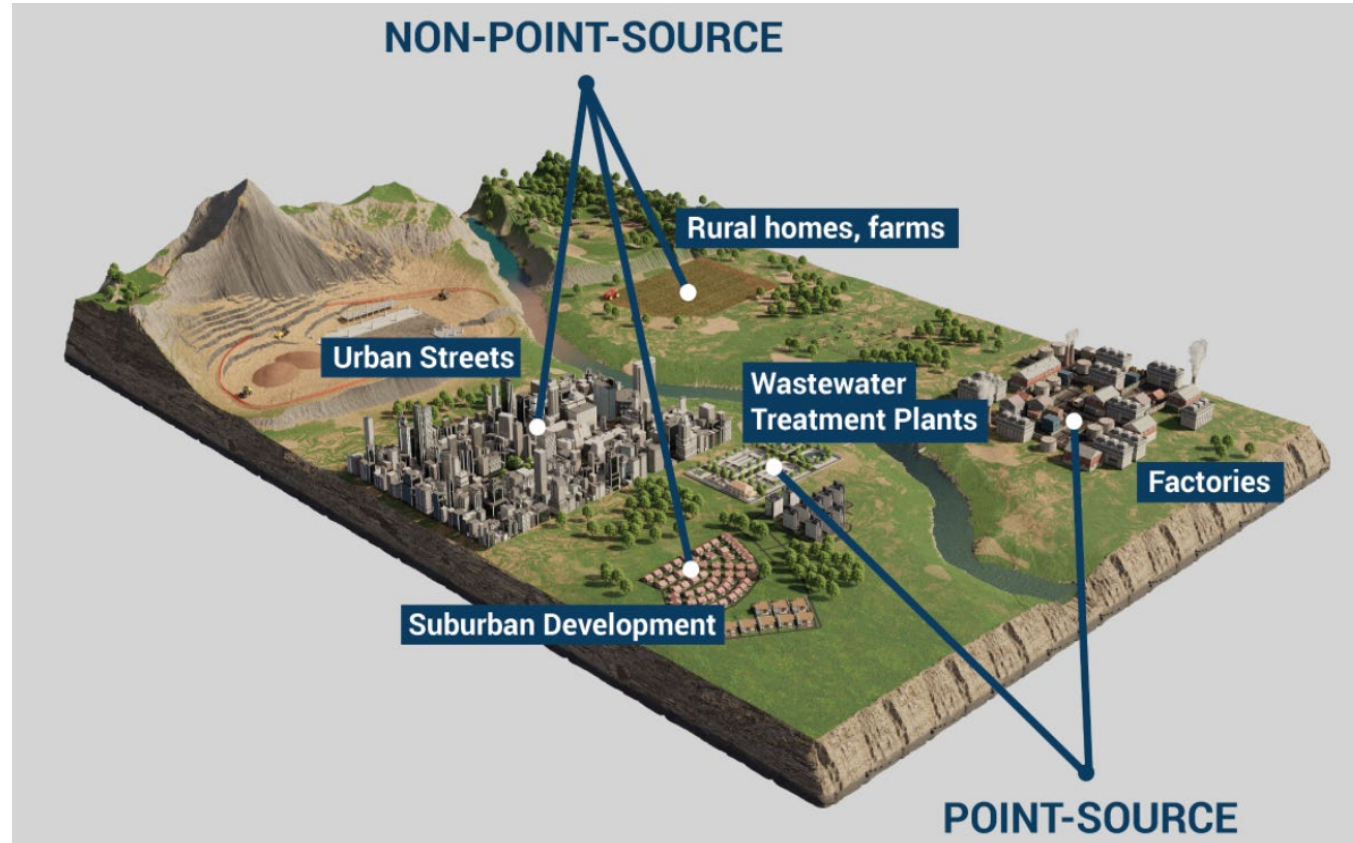 NON-POINT-SOURCE
Rural homes, farms
Urban Streets
Wastewater
Treatment Plants
Factories
Suburban Development
POINT-SOURCE